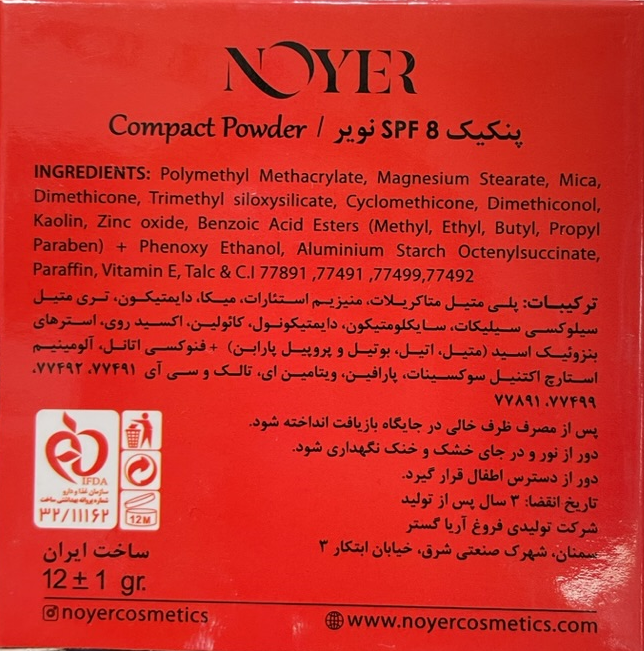 NOYER
Compact Powder / پنکیک SPF 8 نویر
INGREDIENTS: Polymethyl Methacrylate, Magnesium Stearate, Mica,
Dimethicone, Trimethyl siloxysilicate, Cyclomethicone, Dimethiconol,
Kaolin, Zinc oxide, Benzoic Acid Esters (Methyl, Ethyl, Butyl, Propyl
Paraben) + Phenoxy Ethanol, Aluminium Starch Octenylsuccinate,
Paraffin, Vitamin E, Talc & C.I 77891 ,77491 ,77499,77492
ترکیبات: پلی متیل متاکریلات، منیزیم استئارات، میکا، دایمتیکون، تری متیل
سیلوکسی سیلیکات، سایکلومتیکون، دایمتیکونول، کائولین، اکسید روی، استرهای
بنزوئیک اسید (متیل، اتیل، بوتیل و پروپیل پارابن) +فنوکسی اتانل، آلومینیم
استارچ اکتنیل سوکسینات، پارافین، ویتامین ای، تالک و سی آی ۷۷۴۹۱، ۷۷۴۹۲،
۷۷۴۹۹، ۷۷۸۹۱
پس از مصرف ظرف خالی در جایگاه بازیافت انداخته شود.
دور از نور و در جای خشک و خنک نگهداری شود.
دور از دسترس اطفال قرار گیرد.
تاریخ انقضا: ۳ سال پس از تولید
شرکت تولیدی فروغ آریا گستر
سمنان، شهرک صنعتی شرق، خیابان ابتکار ۳
IFDA
سازمان غذا و دارو
شماره پروانه بهداشتی ساخت
۳۲/۱۱۱۶۲
12M
ساخت ایران
12 ± 1 gr.
noyercosmetics
www.noyercosmetics.com